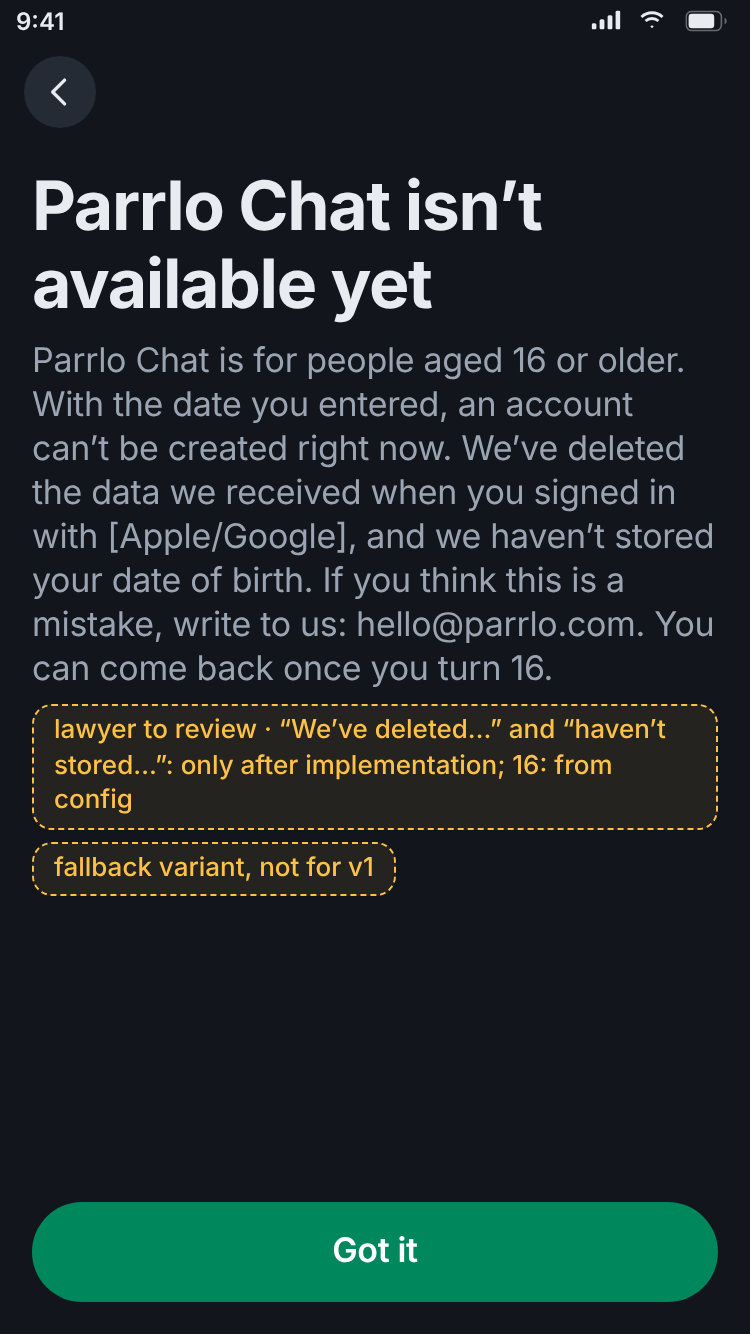 9:41
Parrlo Chat isn’t
available yet
Parrlo Chat is for people aged 16 or older.
With the date you entered, an account
can’t be created right now. We’ve deleted
the data we received when you signed in
with [Apple/Google], and we haven’t stored
your date of birth. If you think this is a
mistake, write to us: hello@parrlo.com. You
can come back once you turn 16.
lawyer to review · “We’ve deleted…” and “haven’t
stored…”: only after implementation; 16: from
config
fallback variant, not for v1
Got it